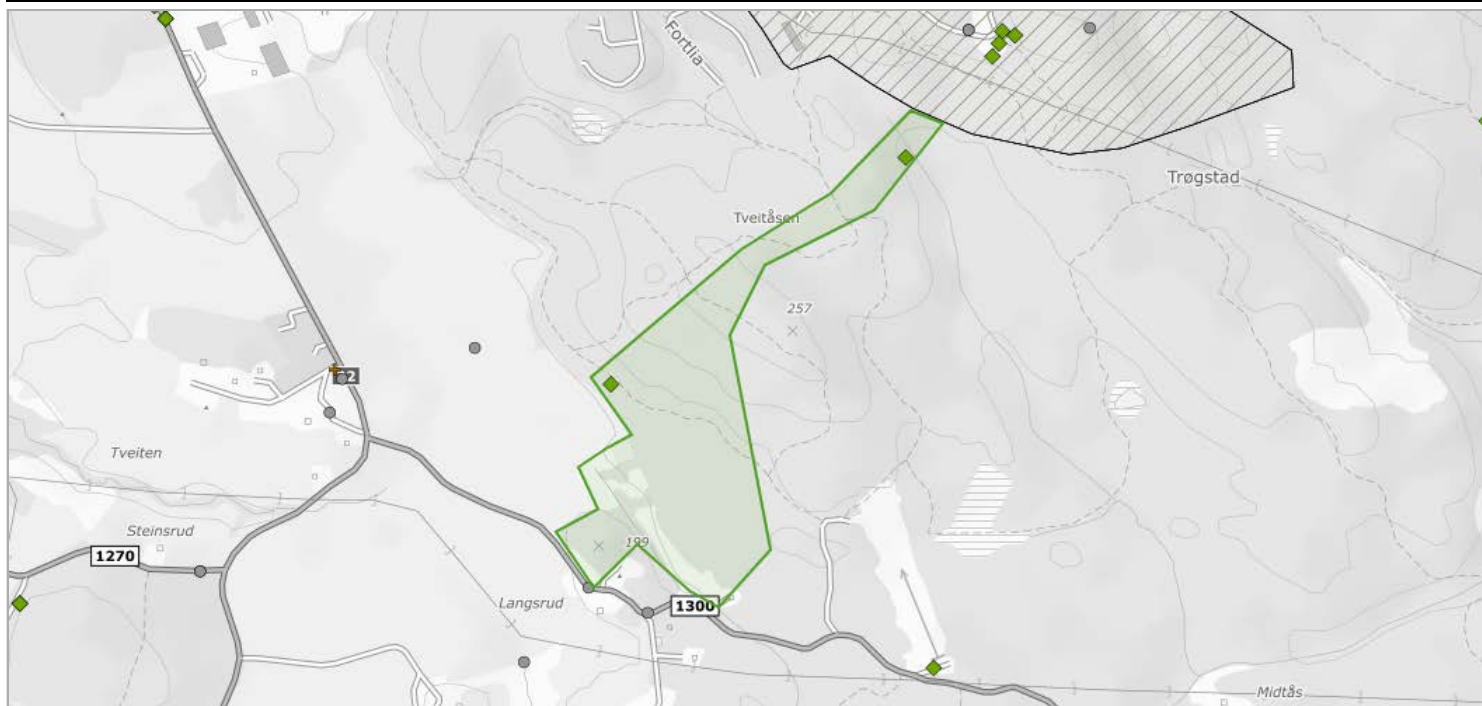 Fortlia
Trøgstad
Tveitåsen
257
Tveiten
Steinsrud
199
1270
Langsrud
1300
Midtås